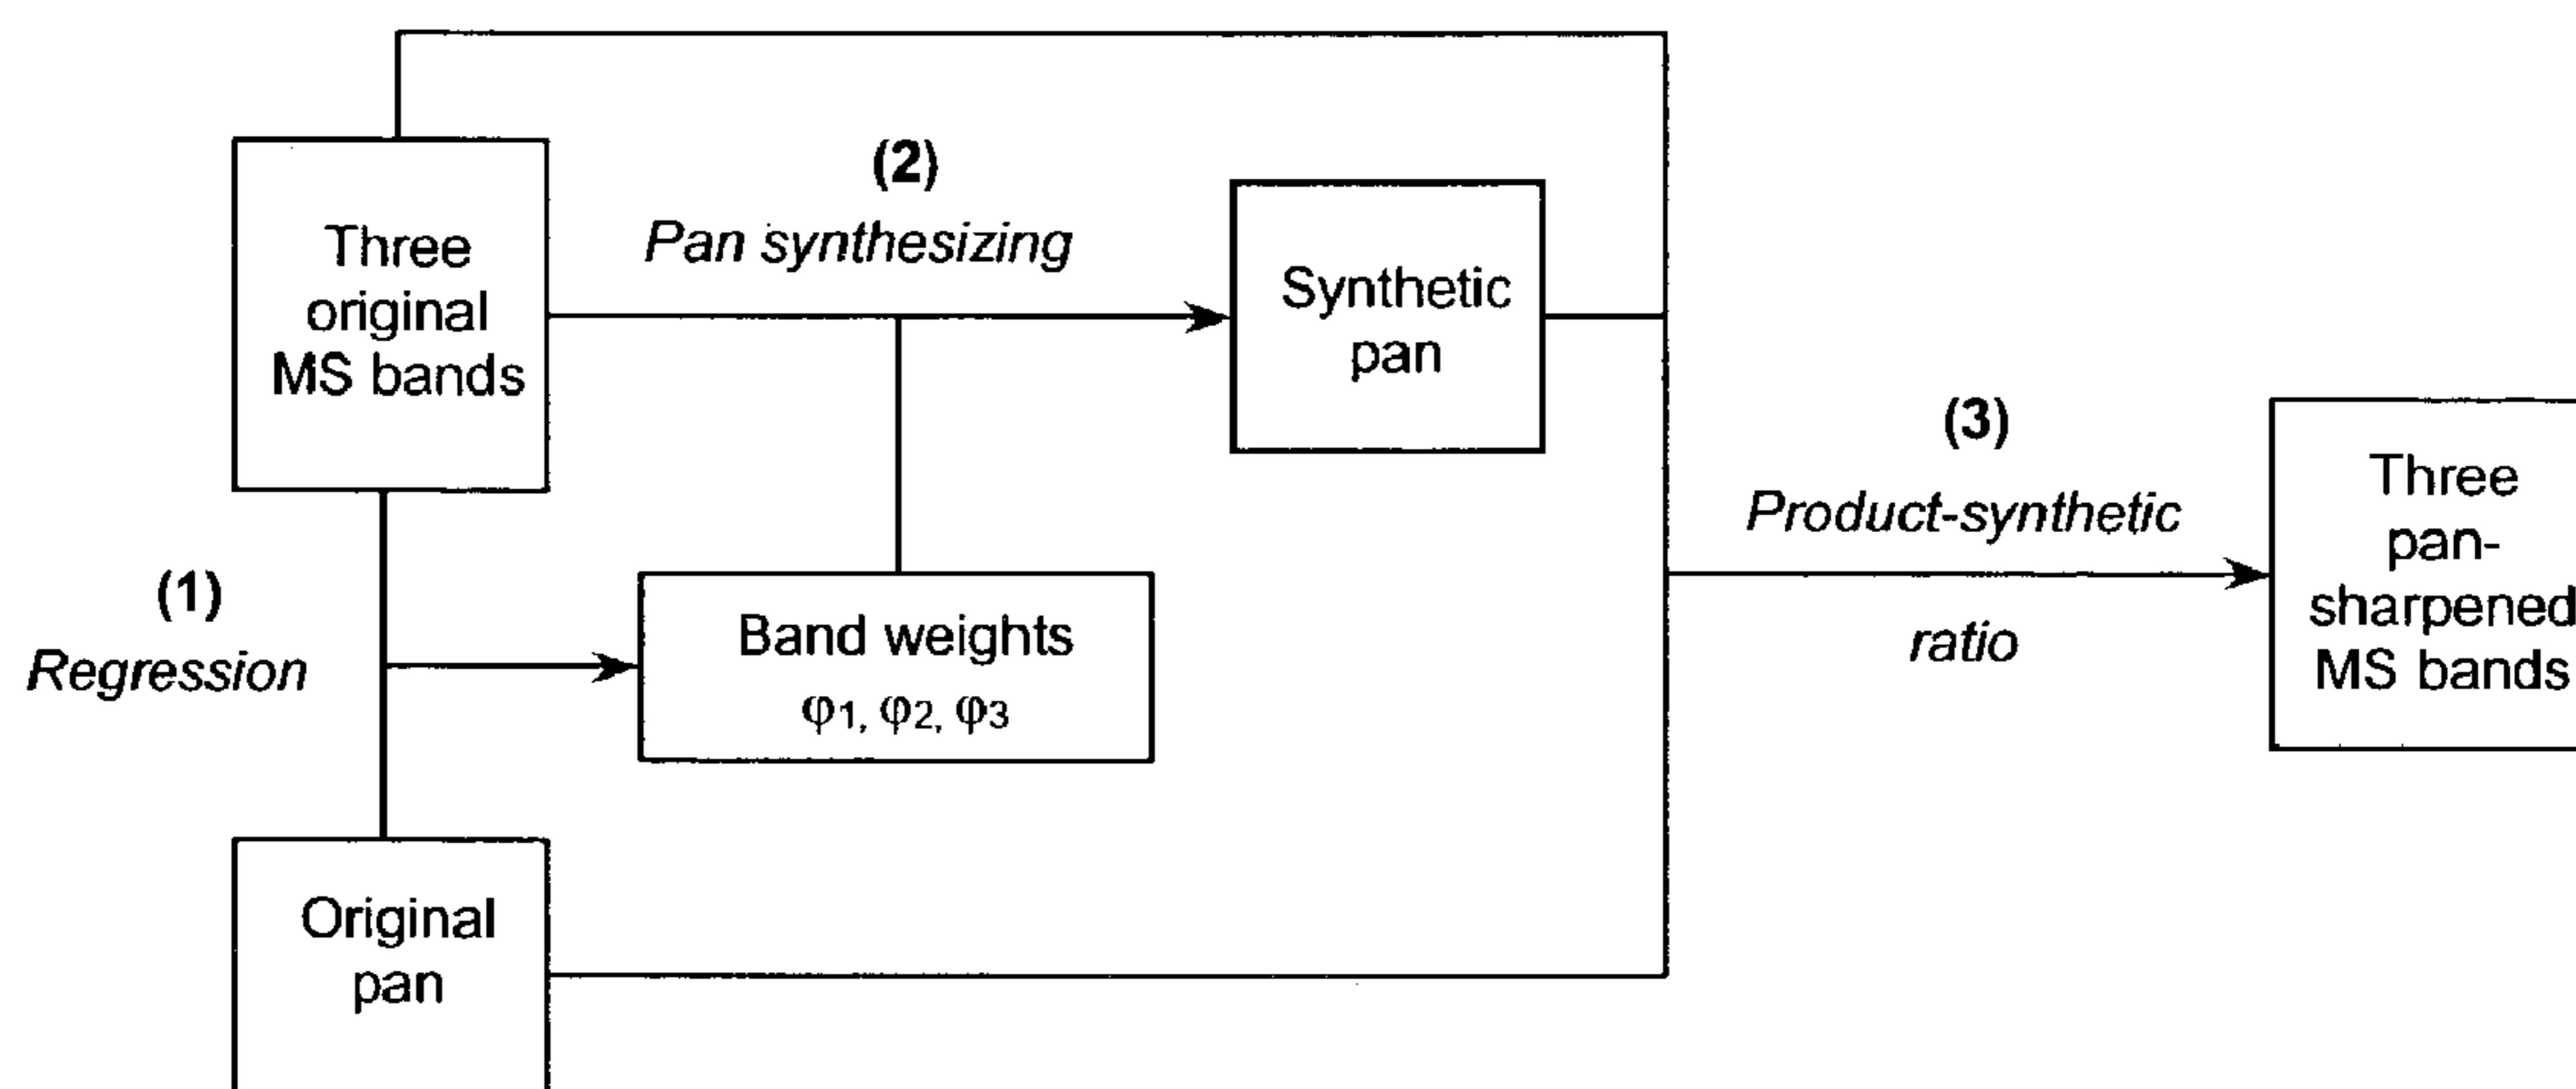 Three
original
MS bands
(2)
Pan synthesizing
Synthetic
pan
(1)
Regression
Band weights
φ1, φ2, φ3
Original
pan
(3)
Product-synthetic
ratio
Three
pan-
sharpened
MS bands